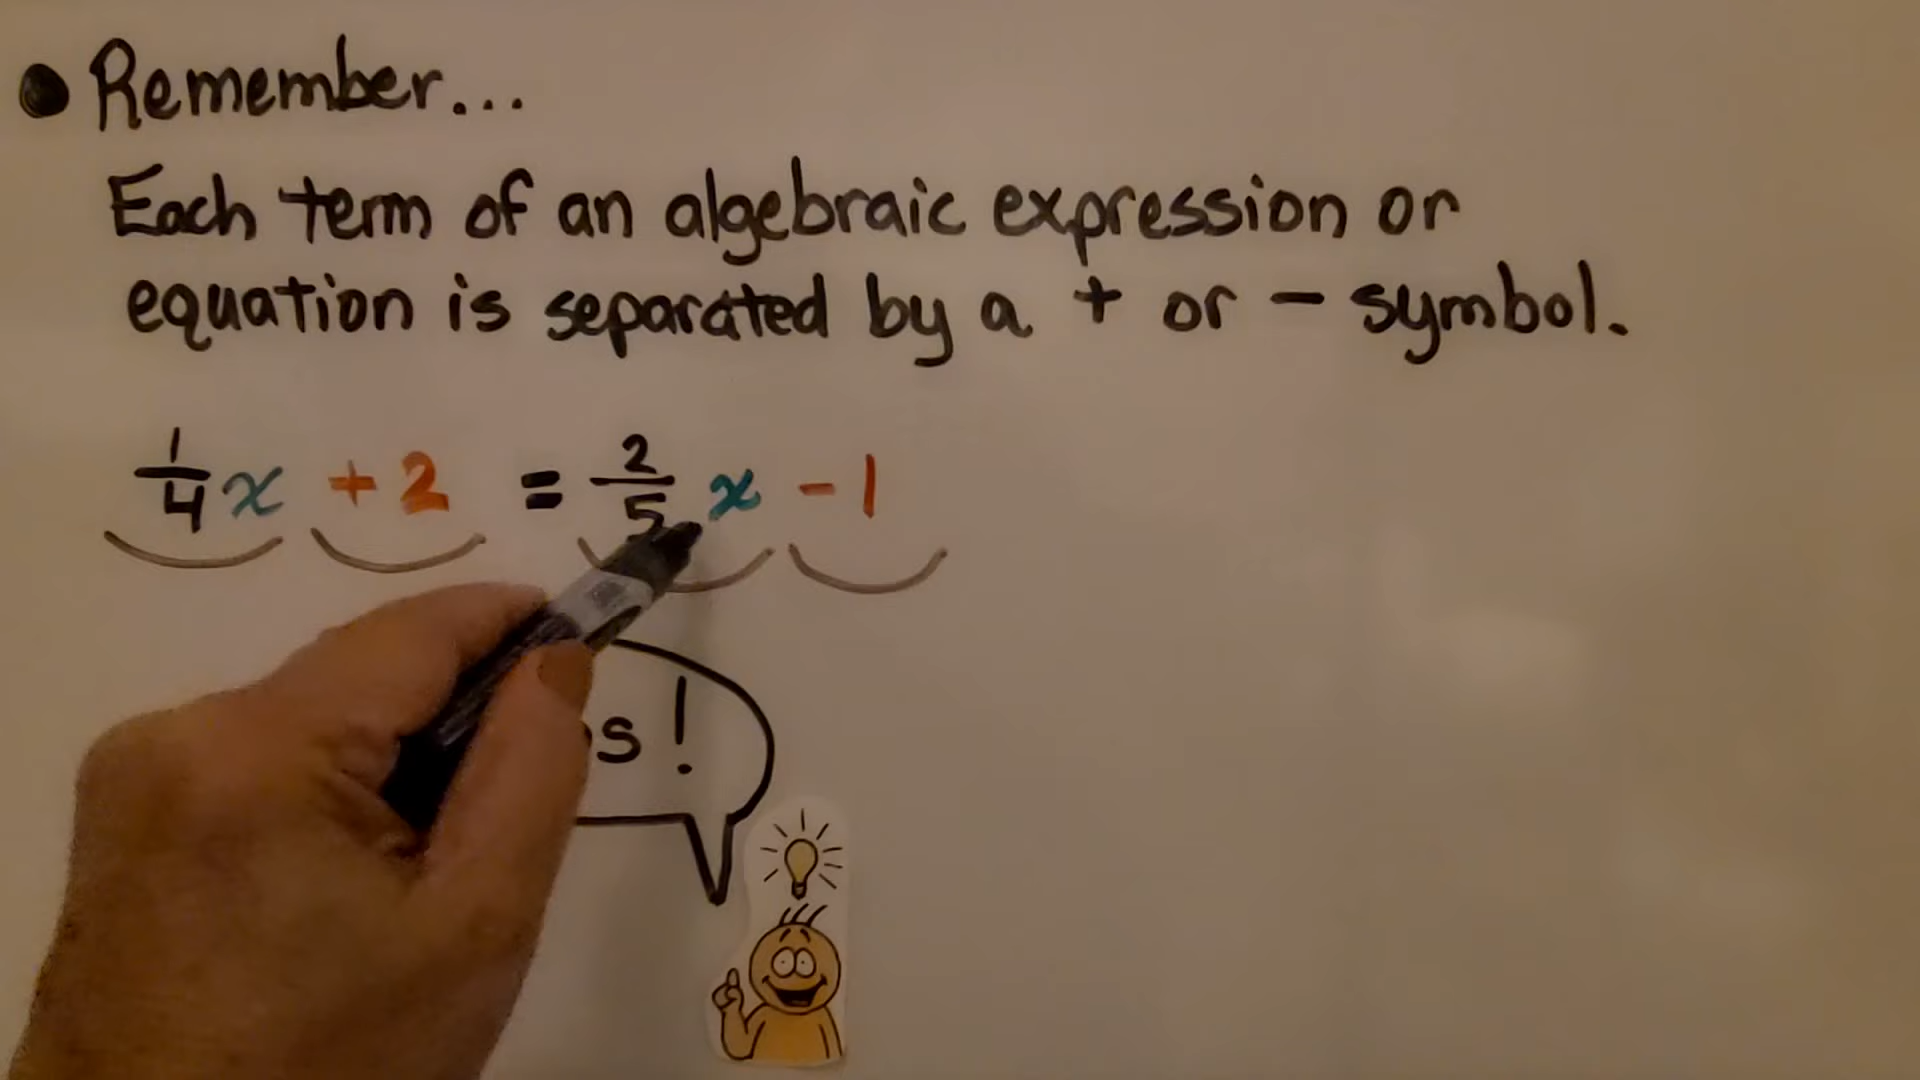 • Remember...
Each term of an algebraic expression or
equation is separated by a + or - symbol.
1/4 x + 2 = 2/5 x - 1